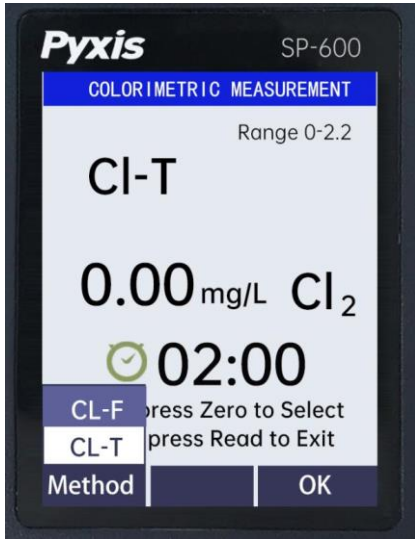 Pyxis SP-600
COLORIMETRIC MEASUREMENT
Range 0-2.2
Cl-T
0.00 mg/L Cl₂
02:00
CL-F press Zero to Select
CL-T press Read to Exit
Method OK